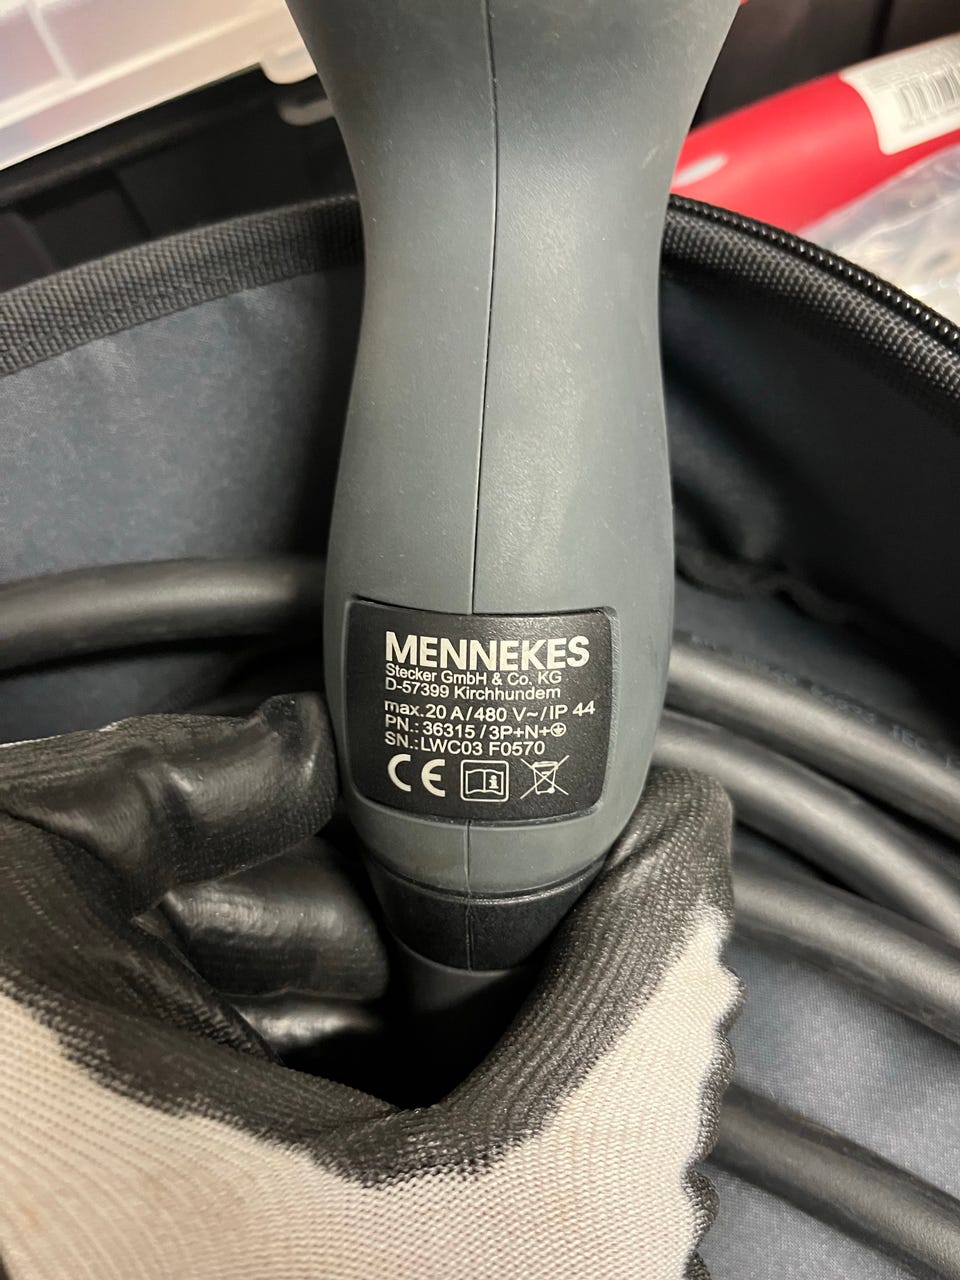 MENNEKES
Stecker GmbH & Co. KG
D-57399 Kirchhundem
max. 20 A / 480 V~ / IP 44
PN.: 36315 / 3P+N+⏚
SN.: LWC03 F0570
CE
i